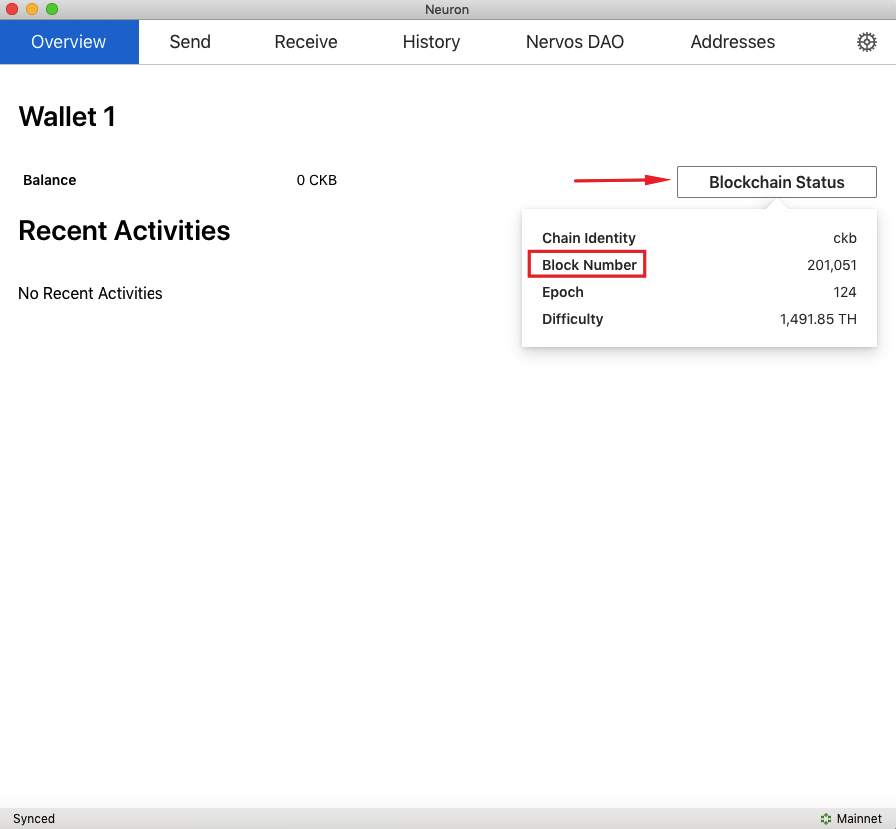 Neuron
Overview Send Receive History Nervos DAO Addresses
Wallet 1
Balance 0 CKB Blockchain Status
Recent Activities
Chain Identity ckb
Block Number 201,051
Epoch 124
No Recent Activities
Difficulty 1,491.85 TH
Synced Mainnet